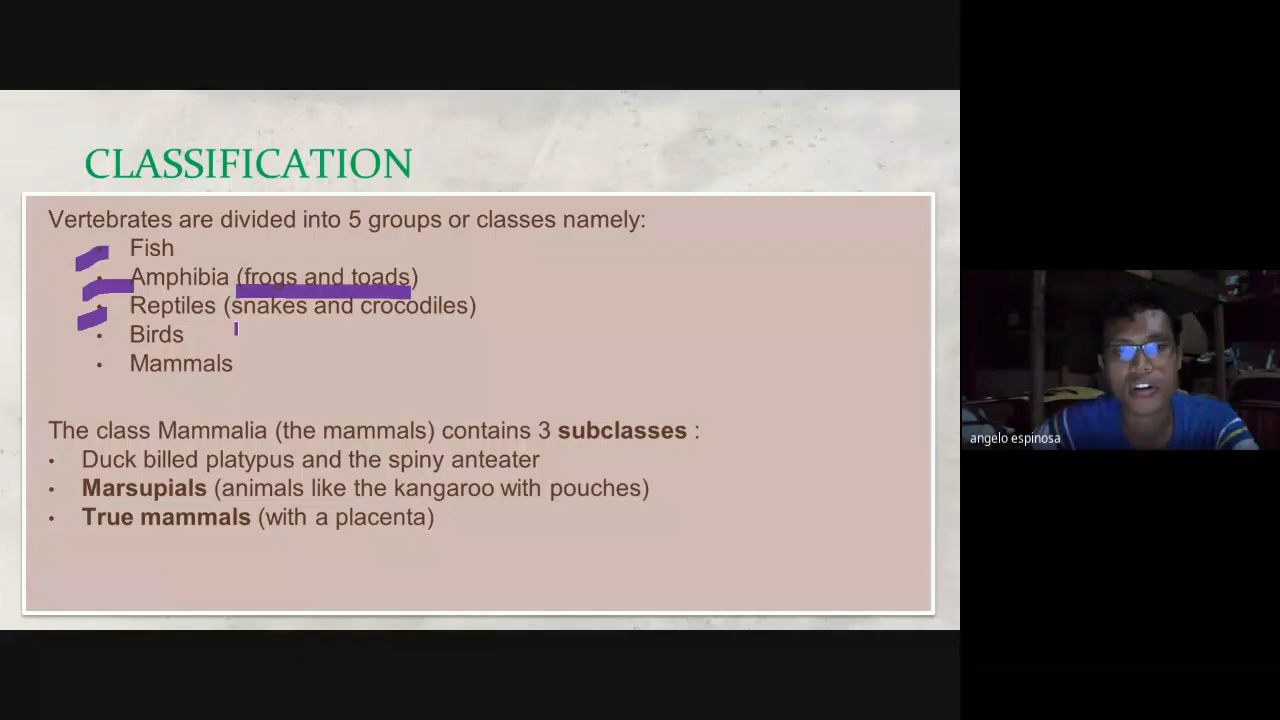 CLASSIFICATION
Vertebrates are divided into 5 groups or classes namely:
• Fish
• Amphibia (frogs and toads)
• Reptiles (snakes and crocodiles)
• Birds
• Mammals
The class Mammalia (the mammals) contains 3 subclasses :
• Duck billed platypus and the spiny anteater
• Marsupials (animals like the kangaroo with pouches)
• True mammals (with a placenta)
angelo espinosa